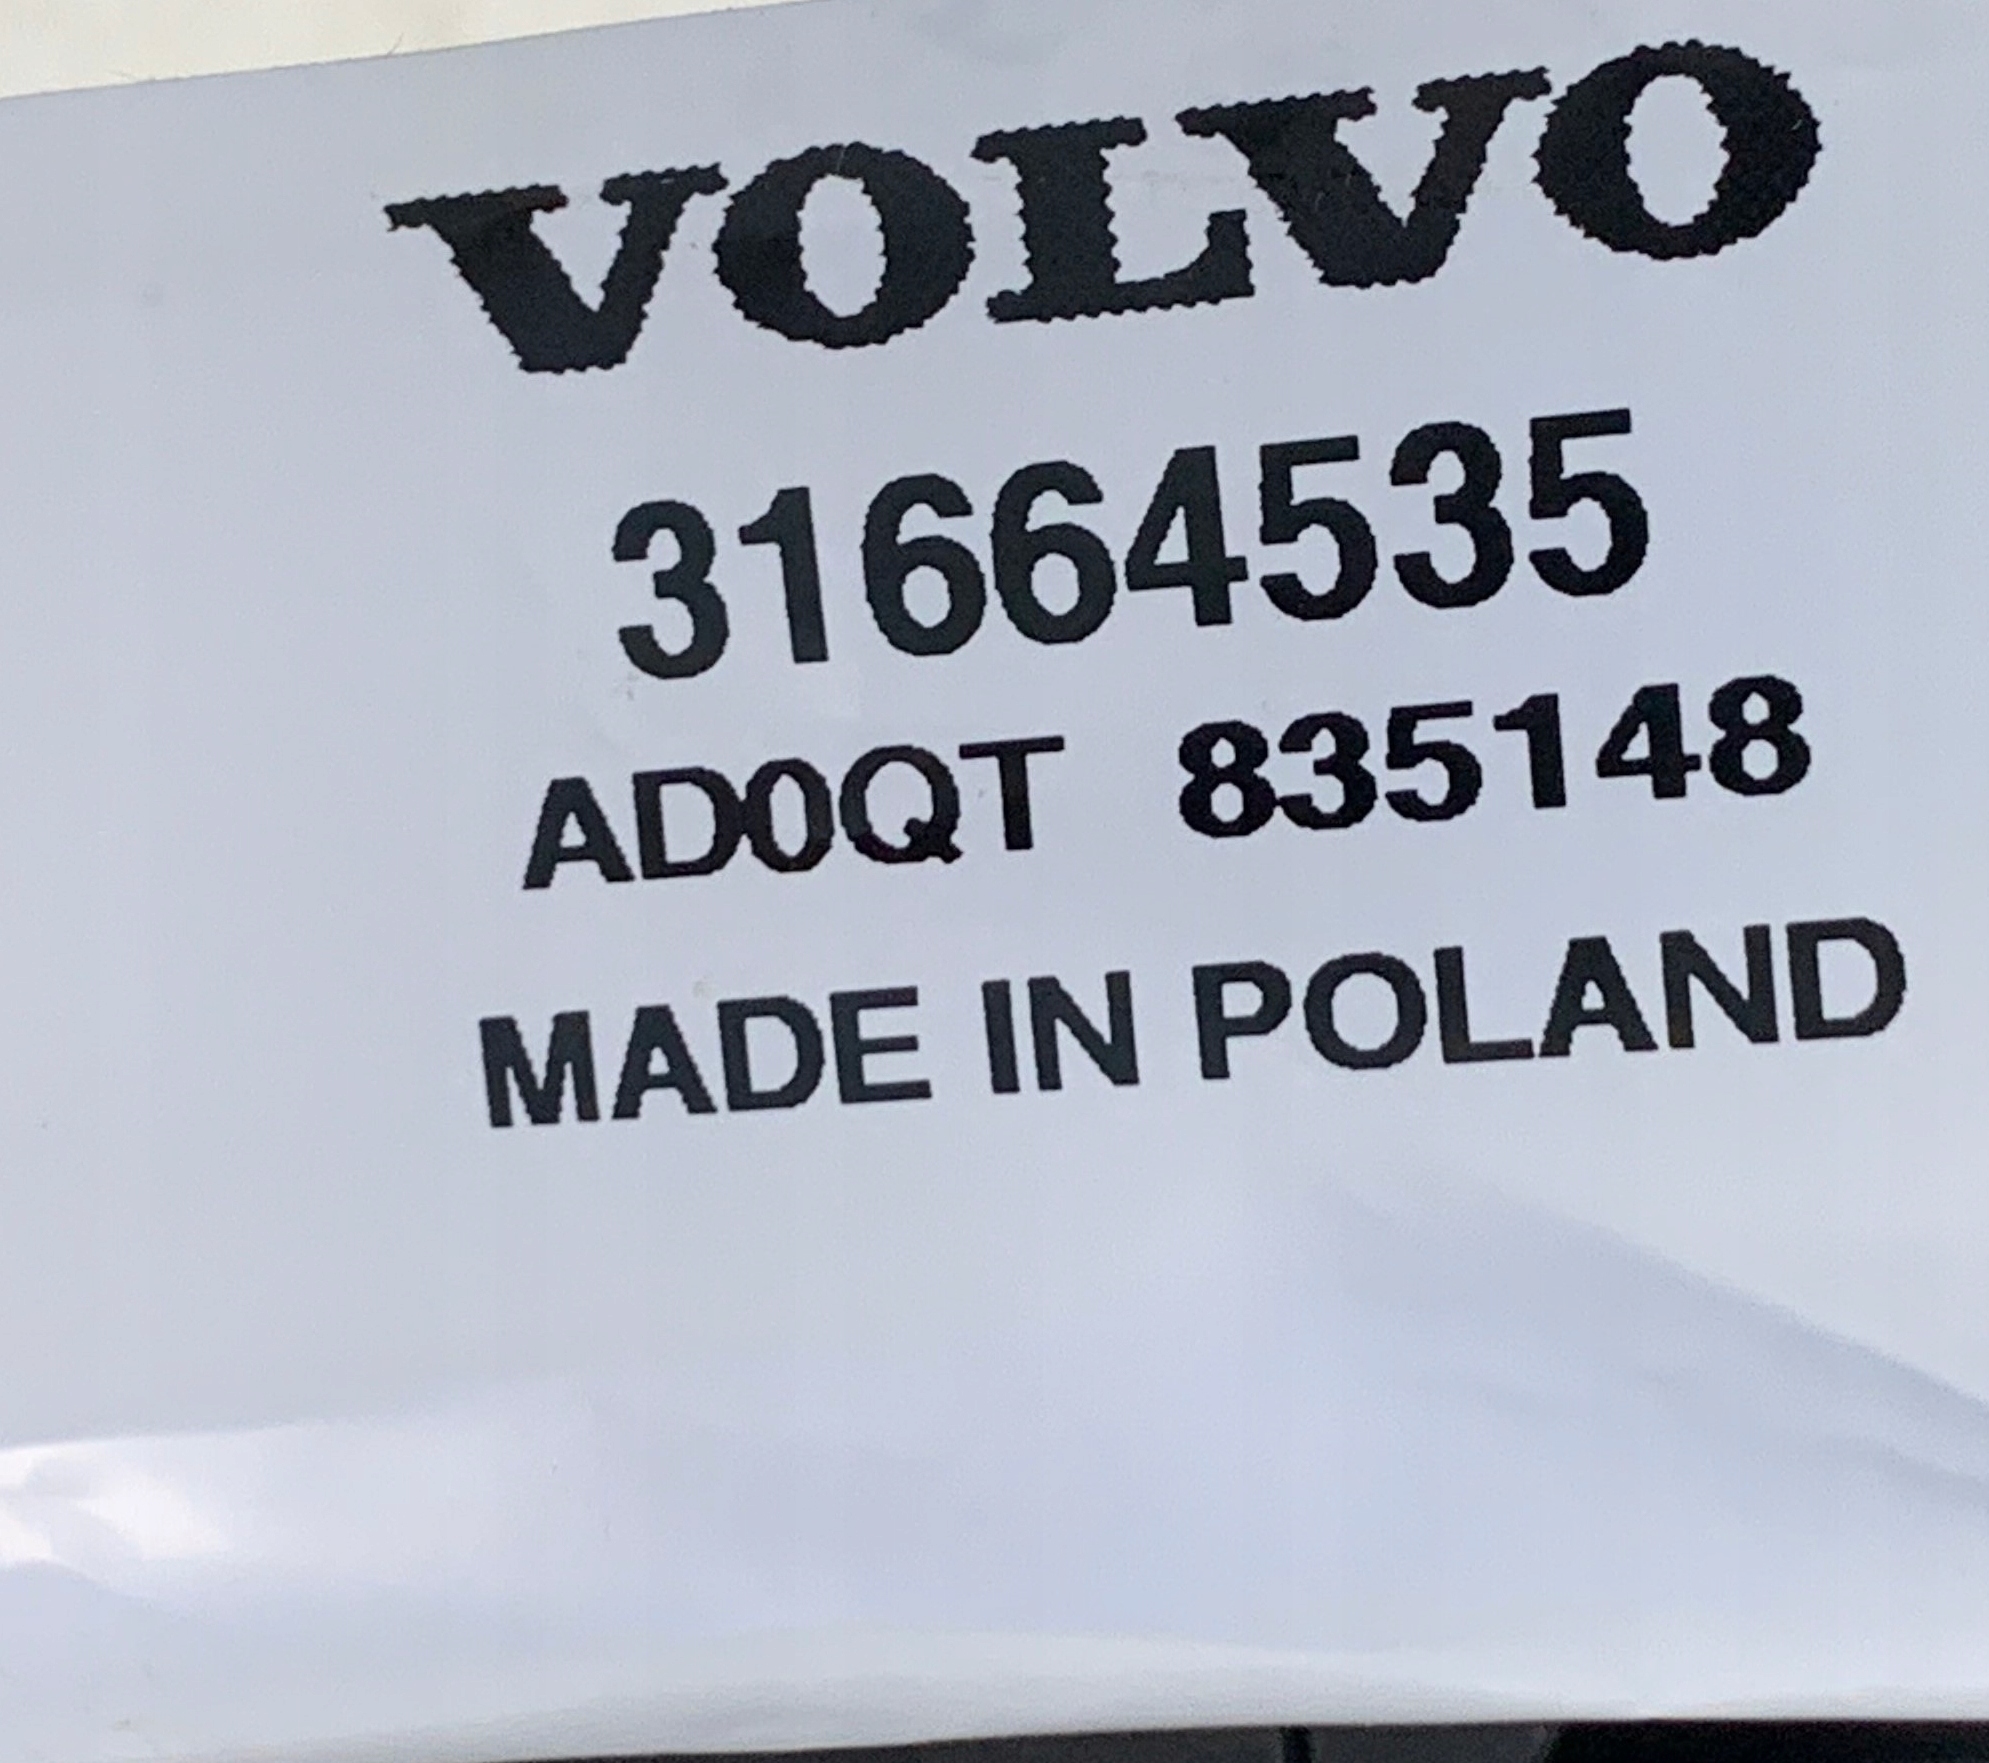 VOLVO
31664535
AD0QT 835148
MADE IN POLAND